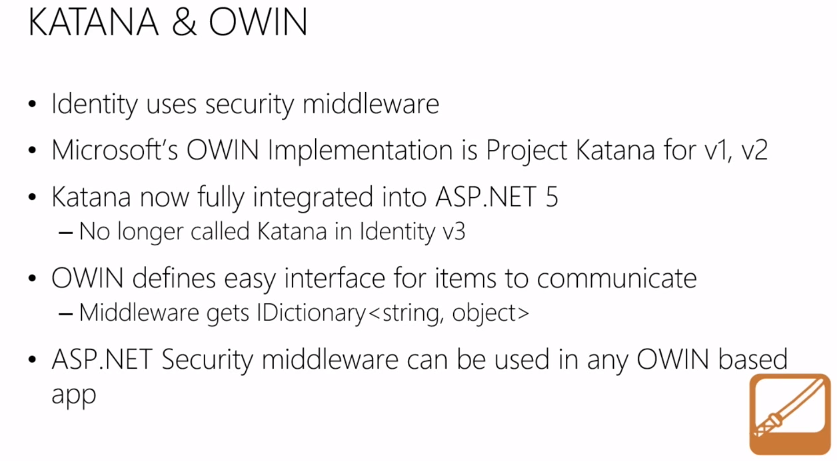 KATANA & OWIN
• Identity uses security middleware
• Microsoft's OWIN Implementation is Project Katana for v1, v2
• Katana now fully integrated into ASP.NET 5
– No longer called Katana in Identity v3
• OWIN defines easy interface for items to communicate
– Middleware gets IDictionary<string, object>
• ASP.NET Security middleware can be used in any OWIN based
app